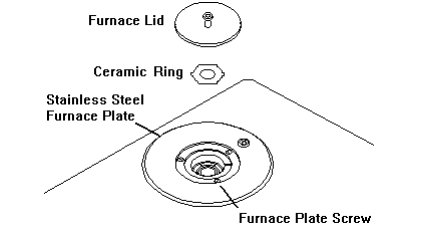 Furnace Lid
Ceramic Ring
Stainless Steel
Furnace Plate
Furnace Plate Screw